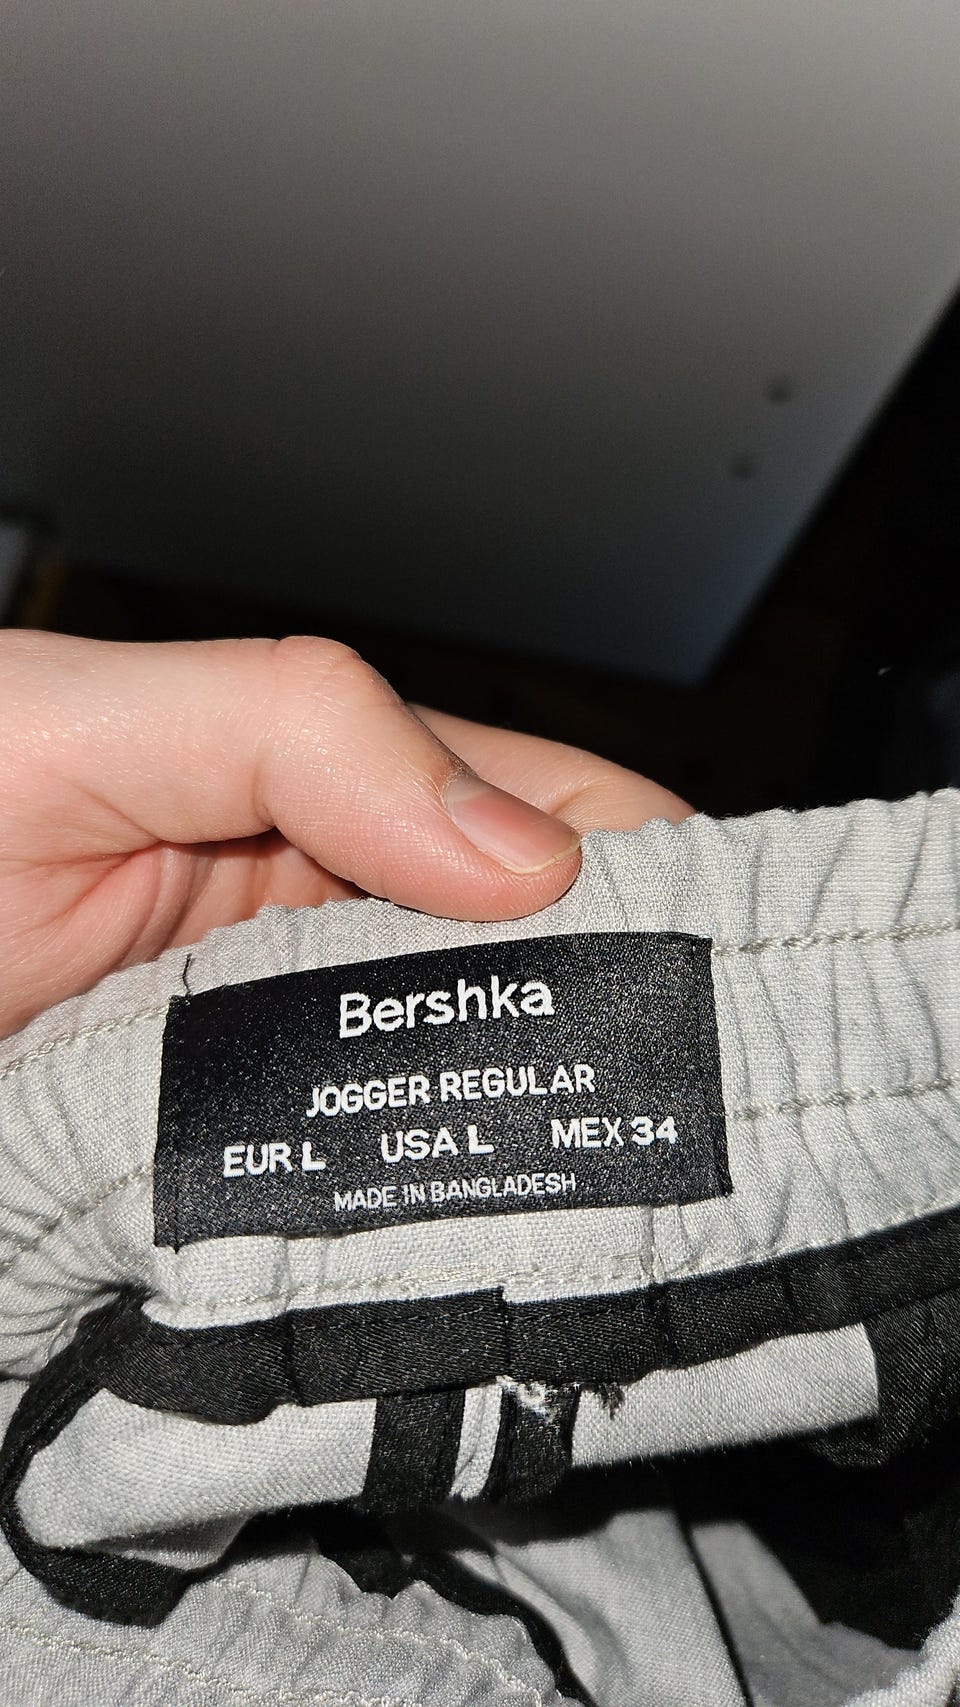 Bershka
JOGGER REGULAR
EUR L USA L MEX 34
MADE IN BANGLADESH